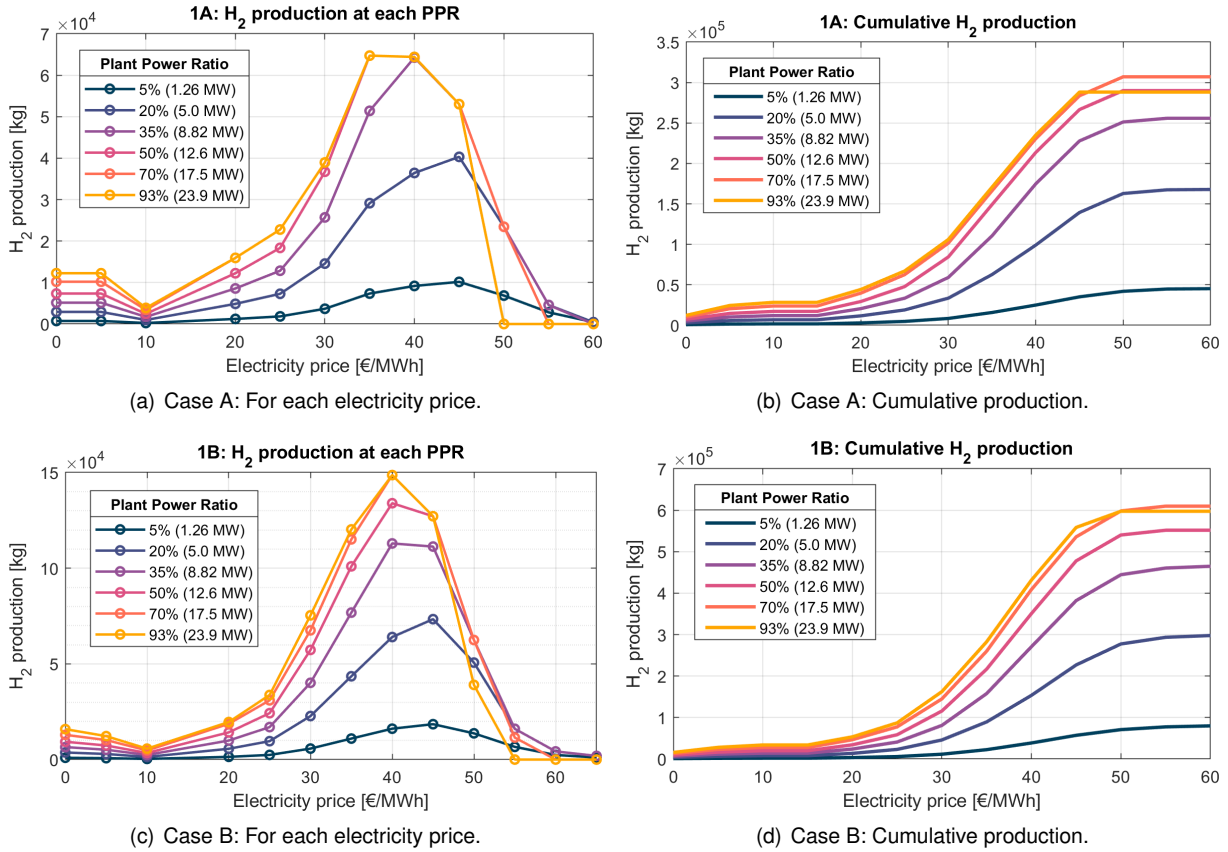 1A: H2 production at each PPR
×10^4
7
6
5
4
3
2
1
0
H2 production [kg]
Plant Power Ratio
5% (1.26 MW)
20% (5.0 MW)
35% (8.82 MW)
50% (12.6 MW)
70% (17.5 MW)
93% (23.9 MW)
0 10 20 30 40 50 60
Electricity price [€/MWh]
(a) Case A: For each electricity price.
1A: Cumulative H2 production
×10^5
3.5
3
2.5
2
1.5
1
0.5
0
H2 production [kg]
Plant Power Ratio
5% (1.26 MW)
20% (5.0 MW)
35% (8.82 MW)
50% (12.6 MW)
70% (17.5 MW)
93% (23.9 MW)
0 10 20 30 40 50 60
Electricity price [€/MWh]
(b) Case A: Cumulative production.
1B: H2 production at each PPR
×10^4
15
10
5
0
H2 production [kg]
Plant Power Ratio
5% (1.26 MW)
20% (5.0 MW)
35% (8.82 MW)
50% (12.6 MW)
70% (17.5 MW)
93% (23.9 MW)
0 10 20 30 40 50 60
Electricity price [€/MWh]
(c) Case B: For each electricity price.
1B: Cumulative H2 production
×10^5
7
6
5
4
3
2
1
0
H2 production [kg]
Plant Power Ratio
5% (1.26 MW)
20% (5.0 MW)
35% (8.82 MW)
50% (12.6 MW)
70% (17.5 MW)
93% (23.9 MW)
0 10 20 30 40 50 60
Electricity price [€/MWh]
(d) Case B: Cumulative production.